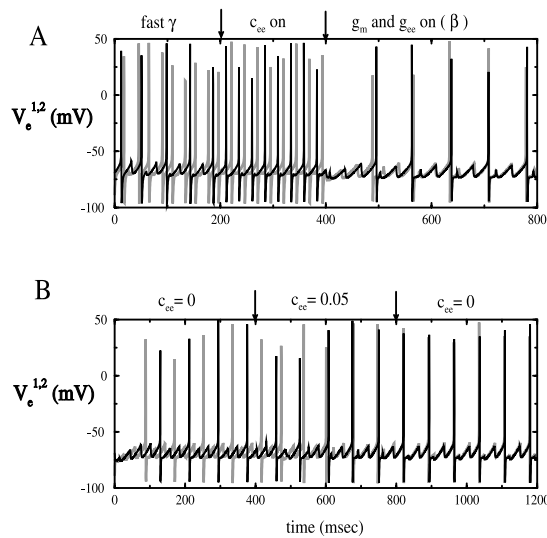 A
fast γ
c_ee on
g_m and g_ee on ( β )
V_e^1,2 (mV)
50
0
-50
-100
0 200 400 600 800
B
c_ee= 0
c_ee= 0.05
c_ee= 0
V_e^1,2 (mV)
50
0
-50
-100
0 200 400 600 800 1000 1200
time (msec)